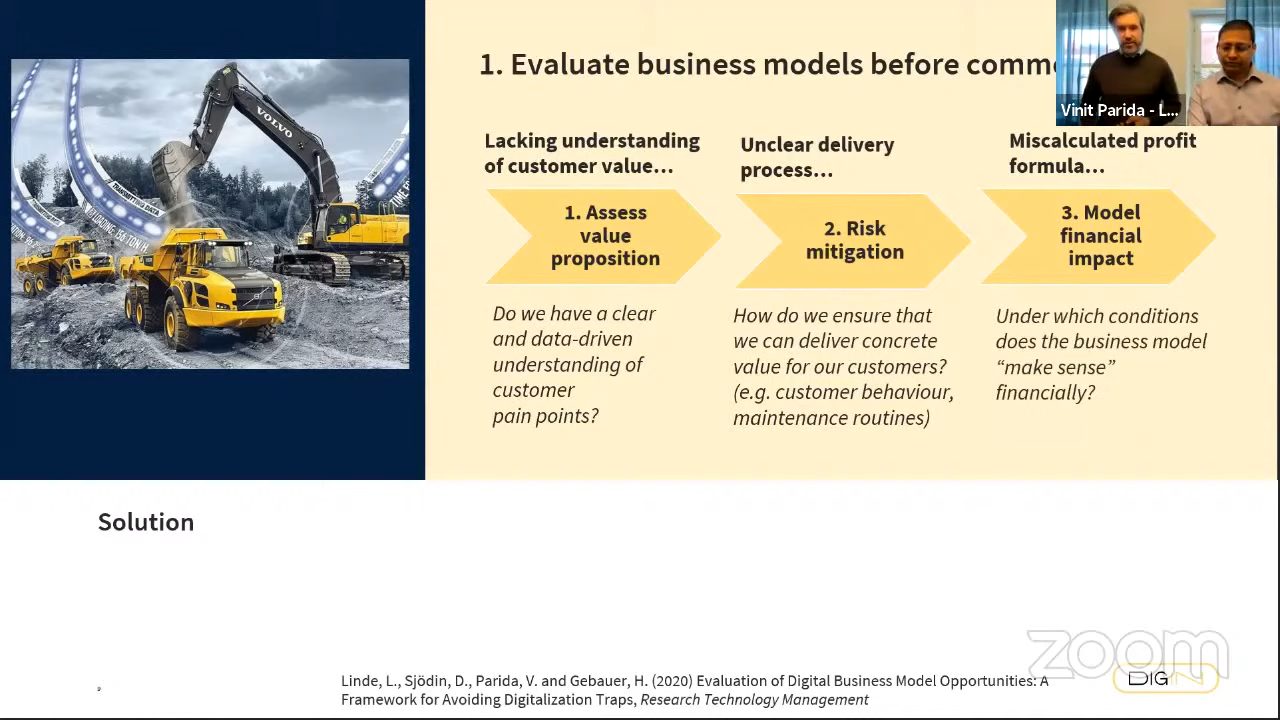 1. Evaluate business models before comm
Vinit Parida - L...
Lacking understanding
of customer value...
Unclear delivery
process...
Miscalculated profit
formula...
1. Assess
value
proposition
2. Risk
mitigation
3. Model
financial
impact
Do we have a clear
and data-driven
understanding of
customer
pain points?
How do we ensure that
we can deliver concrete
value for our customers?
(e.g. customer behaviour,
maintenance routines)
Under which conditions
does the business model
“make sense”
financially?
VOLVO
Solution
Linde, L., Sjödin, D., Parida, V. and Gebauer, H. (2020) Evaluation of Digital Business Model Opportunities: A
Framework for Avoiding Digitalization Traps, Research Technology Management
zoom
DIGIN